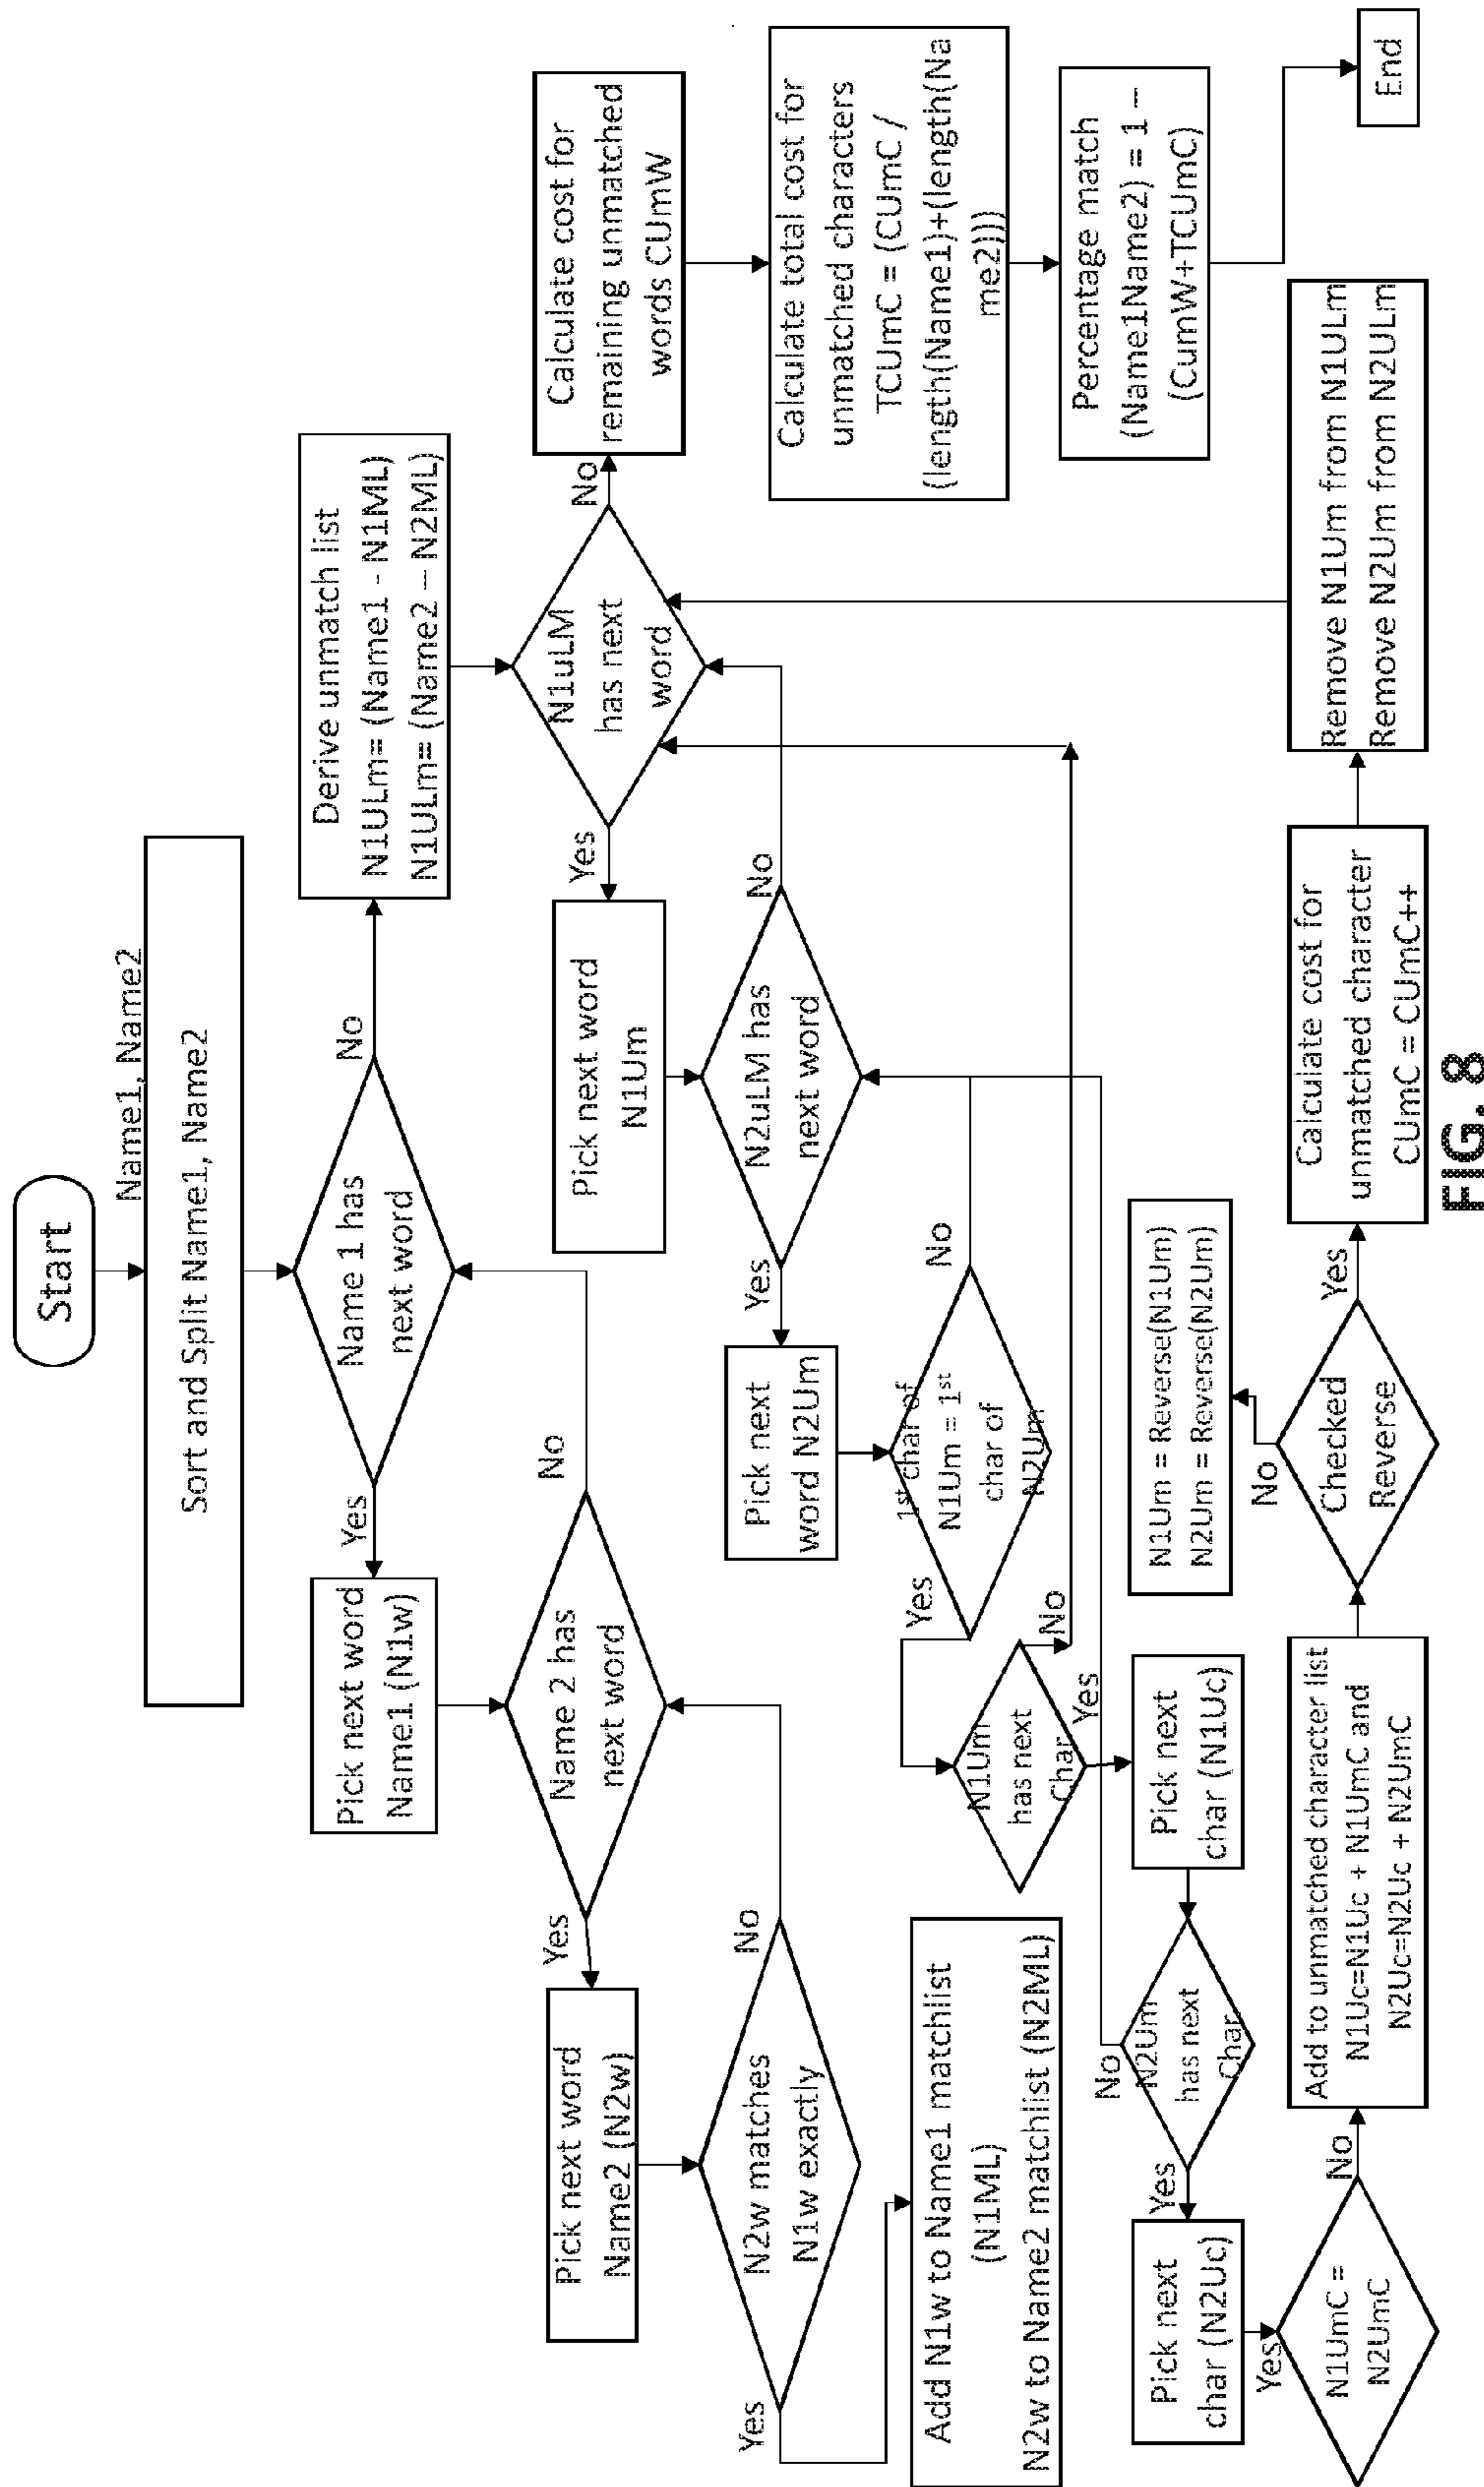 Start
Name1, Name2
Sort and Split Name1, Name2
Name 1 has
next word
Yes
No
Pick next word
Name1 (N1w)
Name 2 has
next word
Yes
No
Pick next word
Name2 (N2w)
N2w matches
N1w exactly
Yes
No
Add N1w to Name1 matchlist
(N1ML)
N2w to Name2 matchlist (N2ML)
Derive unmatch list
N1ULm= (Name1 - N1ML)
N1ULm= (Name2 – N2ML)
N1uLM
has next
word
Yes
No
Pick next word
N1Um
N2uLM has
next word
Yes
No
Pick next
word N2Um
1st char of
N1Um = 1st
char of
N2Um
Yes
No
N1Um
has next
Char
No
Yes
Pick next
char (N1Uc)
N2Um
has next
Char
No
Yes
Pick next
char (N2Uc)
Yes
N1UmC =
N2UmC
No
Add to unmatched character list
N1Uc=N1Uc + N1UmC and
N2Uc=N2Uc + N2UmC
Checked
Reverse
No
Yes
N1Um = Reverse(N1Um)
N2Um = Reverse(N2Um)
Calculate cost for
unmatched character
CUmC = CUmC++
Remove N1Um from N1ULm
Remove N2Um from N2ULm
Calculate cost for
remaining unmatched
words CUmW
Calculate total cost for
unmatched characters
TCUmC = (CUmC /
(length(Name1)+(length(Na
me2)))
Percentage match
(Name1Name2) = 1 –
(CumW+TCUmC)
End
FIG. 8